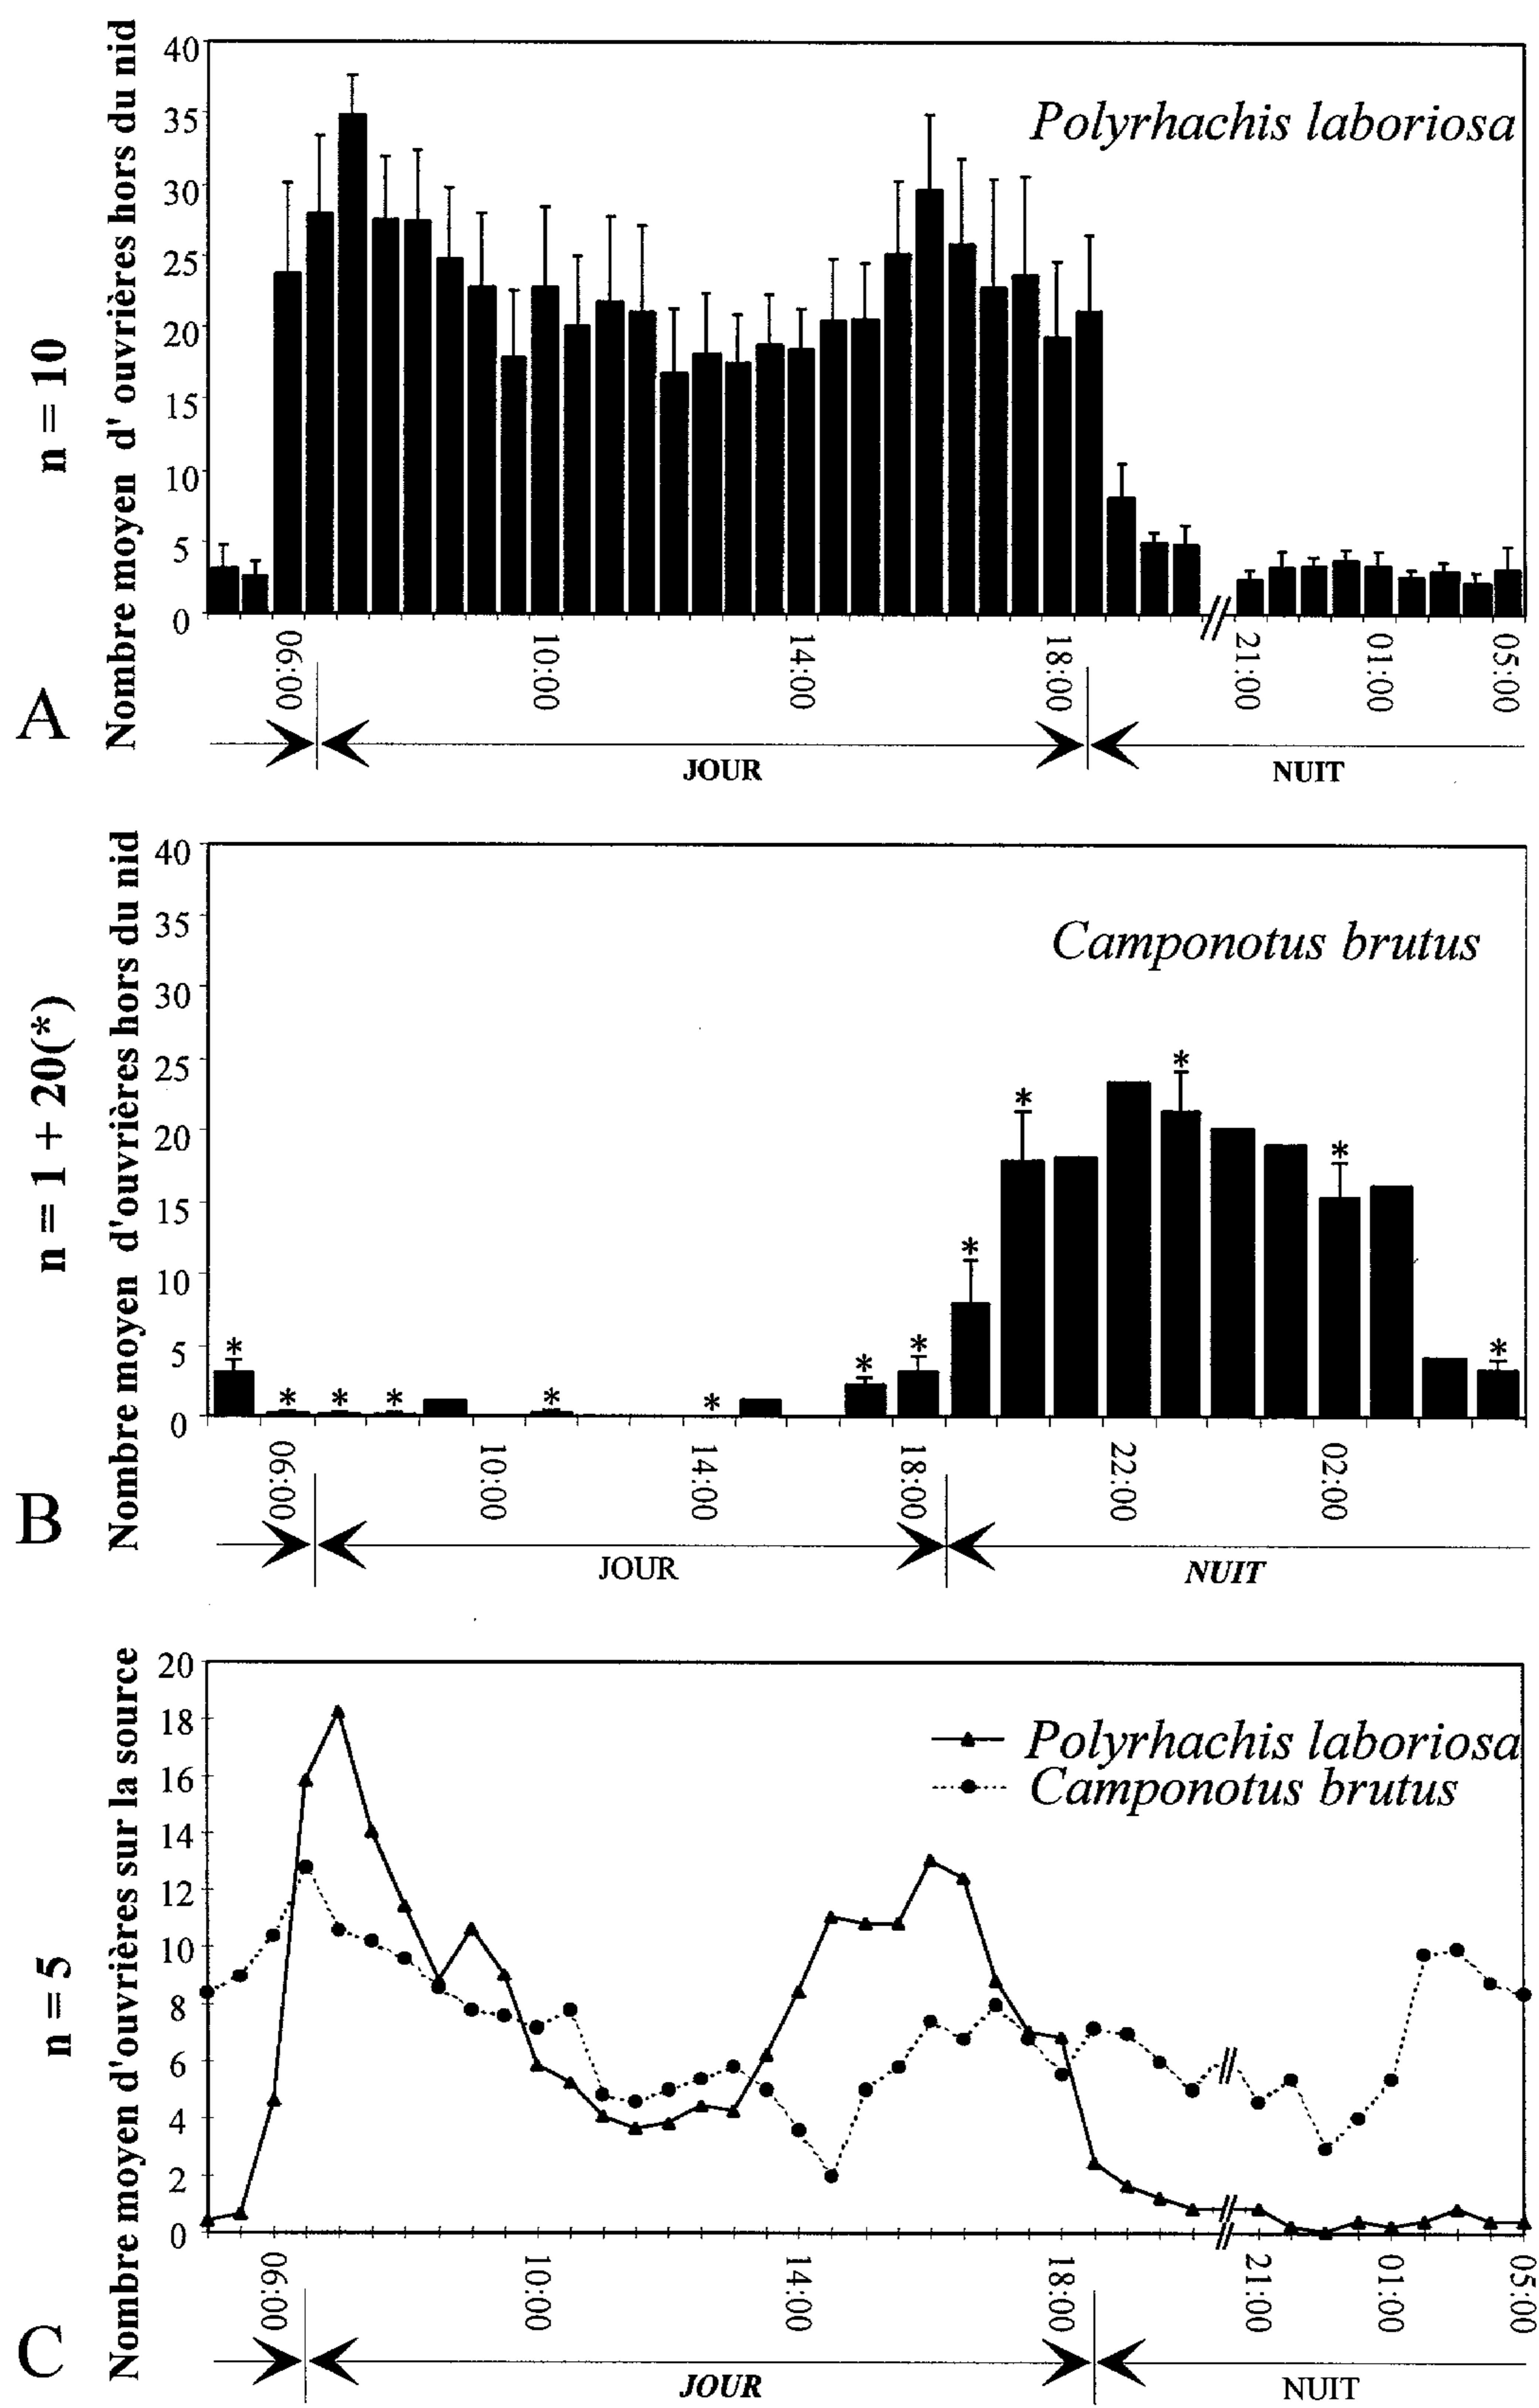 Nombre moyen d' ouvrières hors du nid
n = 10
40
35
30
25
20
15
10
5
0
Polyrhachis laboriosa
06:00
10:00
14:00
18:00
21:00
01:00
05:00
A
JOUR
NUIT
Nombre moyen d'ouvrières hors du nid
n = 1 + 20(*)
40
35
30
25
20
15
10
5
0
Camponotus brutus
* * * * * * * * * * * * *
06:00
10:00
14:00
18:00
22:00
02:00
B
JOUR
NUIT
Nombre moyen d'ouvrières sur la source
n = 5
20
18
16
14
12
10
8
6
4
2
0
Polyrhachis laboriosa
Camponotus brutus
06:00
10:00
14:00
18:00
21:00
01:00
05:00
C
JOUR
NUIT